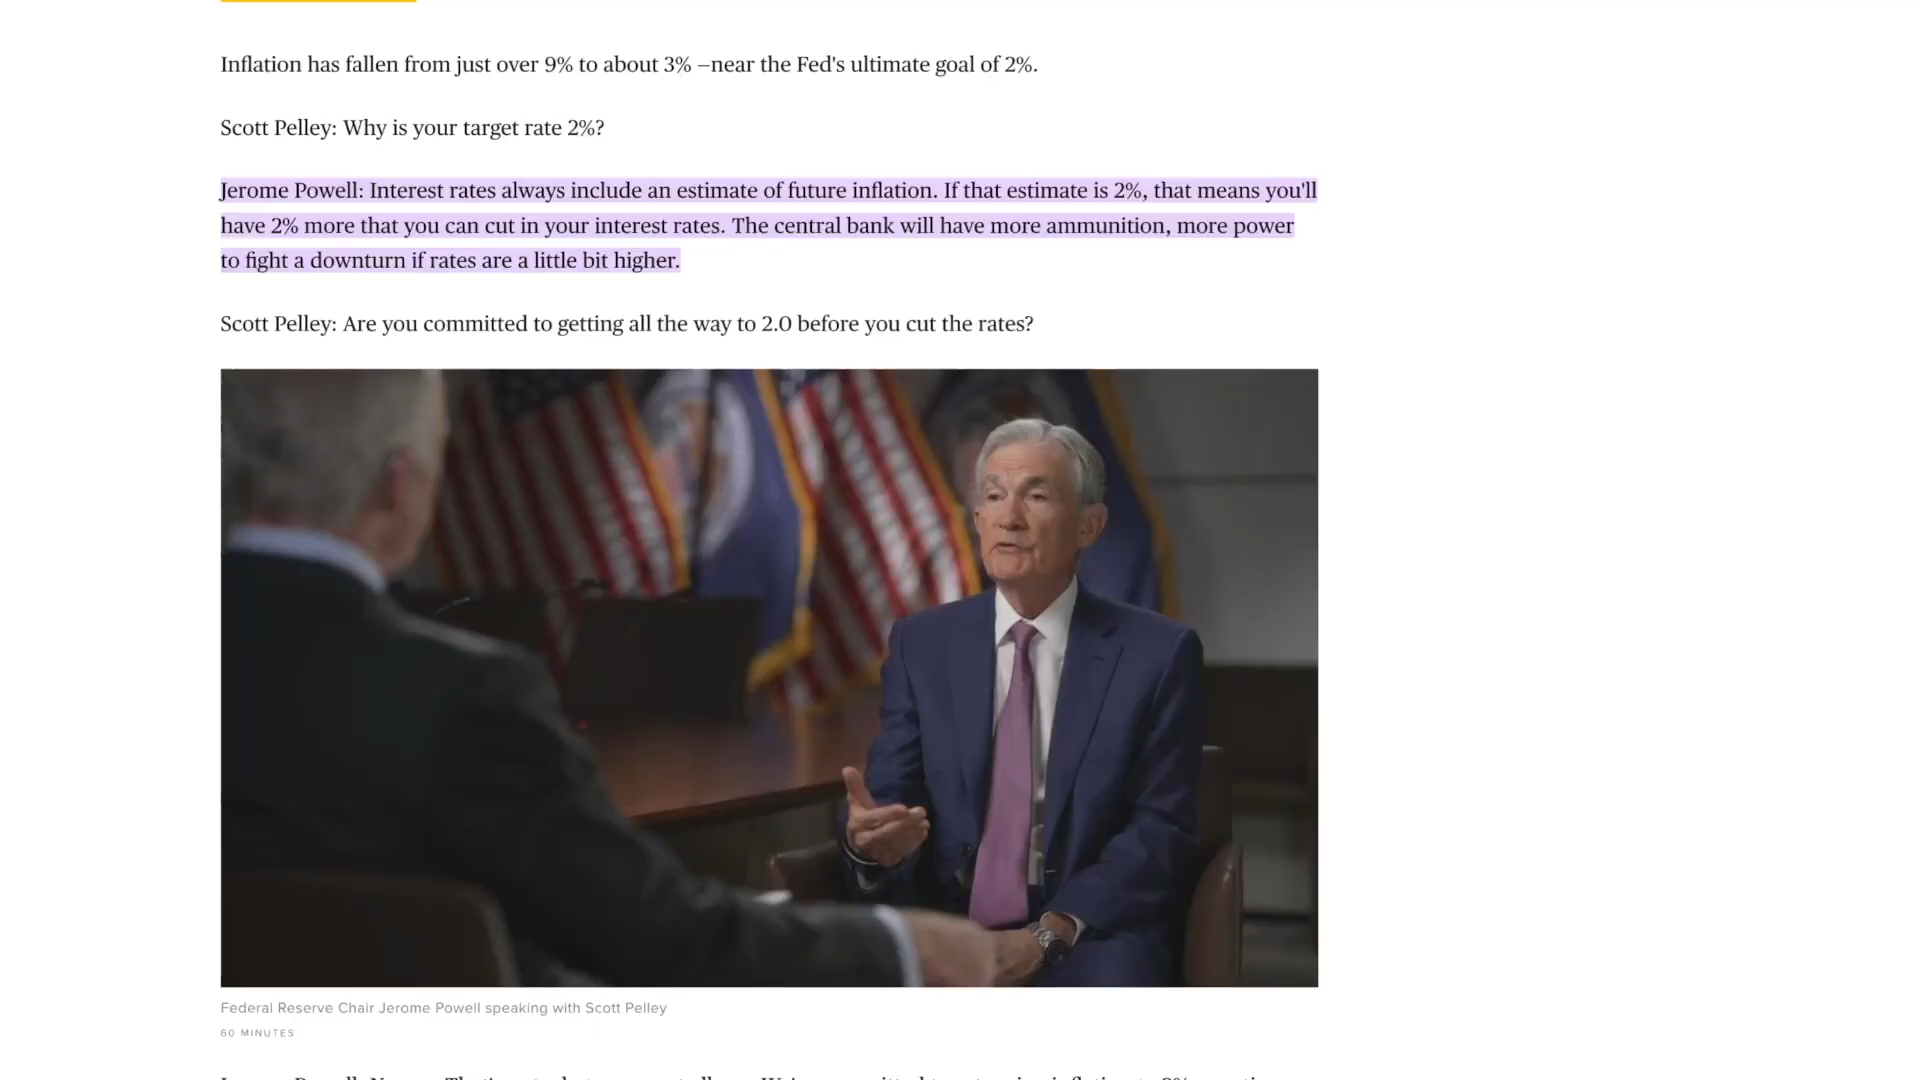 Inflation has fallen from just over 9% to about 3% —near the Fed's ultimate goal of 2%.
Scott Pelley: Why is your target rate 2%?
Jerome Powell: Interest rates always include an estimate of future inflation. If that estimate is 2%, that means you'll
have 2% more that you can cut in your interest rates. The central bank will have more ammunition, more power
to fight a downturn if rates are a little bit higher.
Scott Pelley: Are you committed to getting all the way to 2.0 before you cut the rates?
Federal Reserve Chair Jerome Powell speaking with Scott Pelley
60 MINUTES